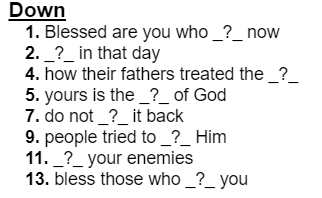 Down
1. Blessed are you who _?_ now
2. _?_ in that day
4. how their fathers treated the _?_
5. yours is the _?_ of God
7. do not _?_ it back
9. people tried to _?_ Him
11. _?_ your enemies
13. bless those who _?_ you